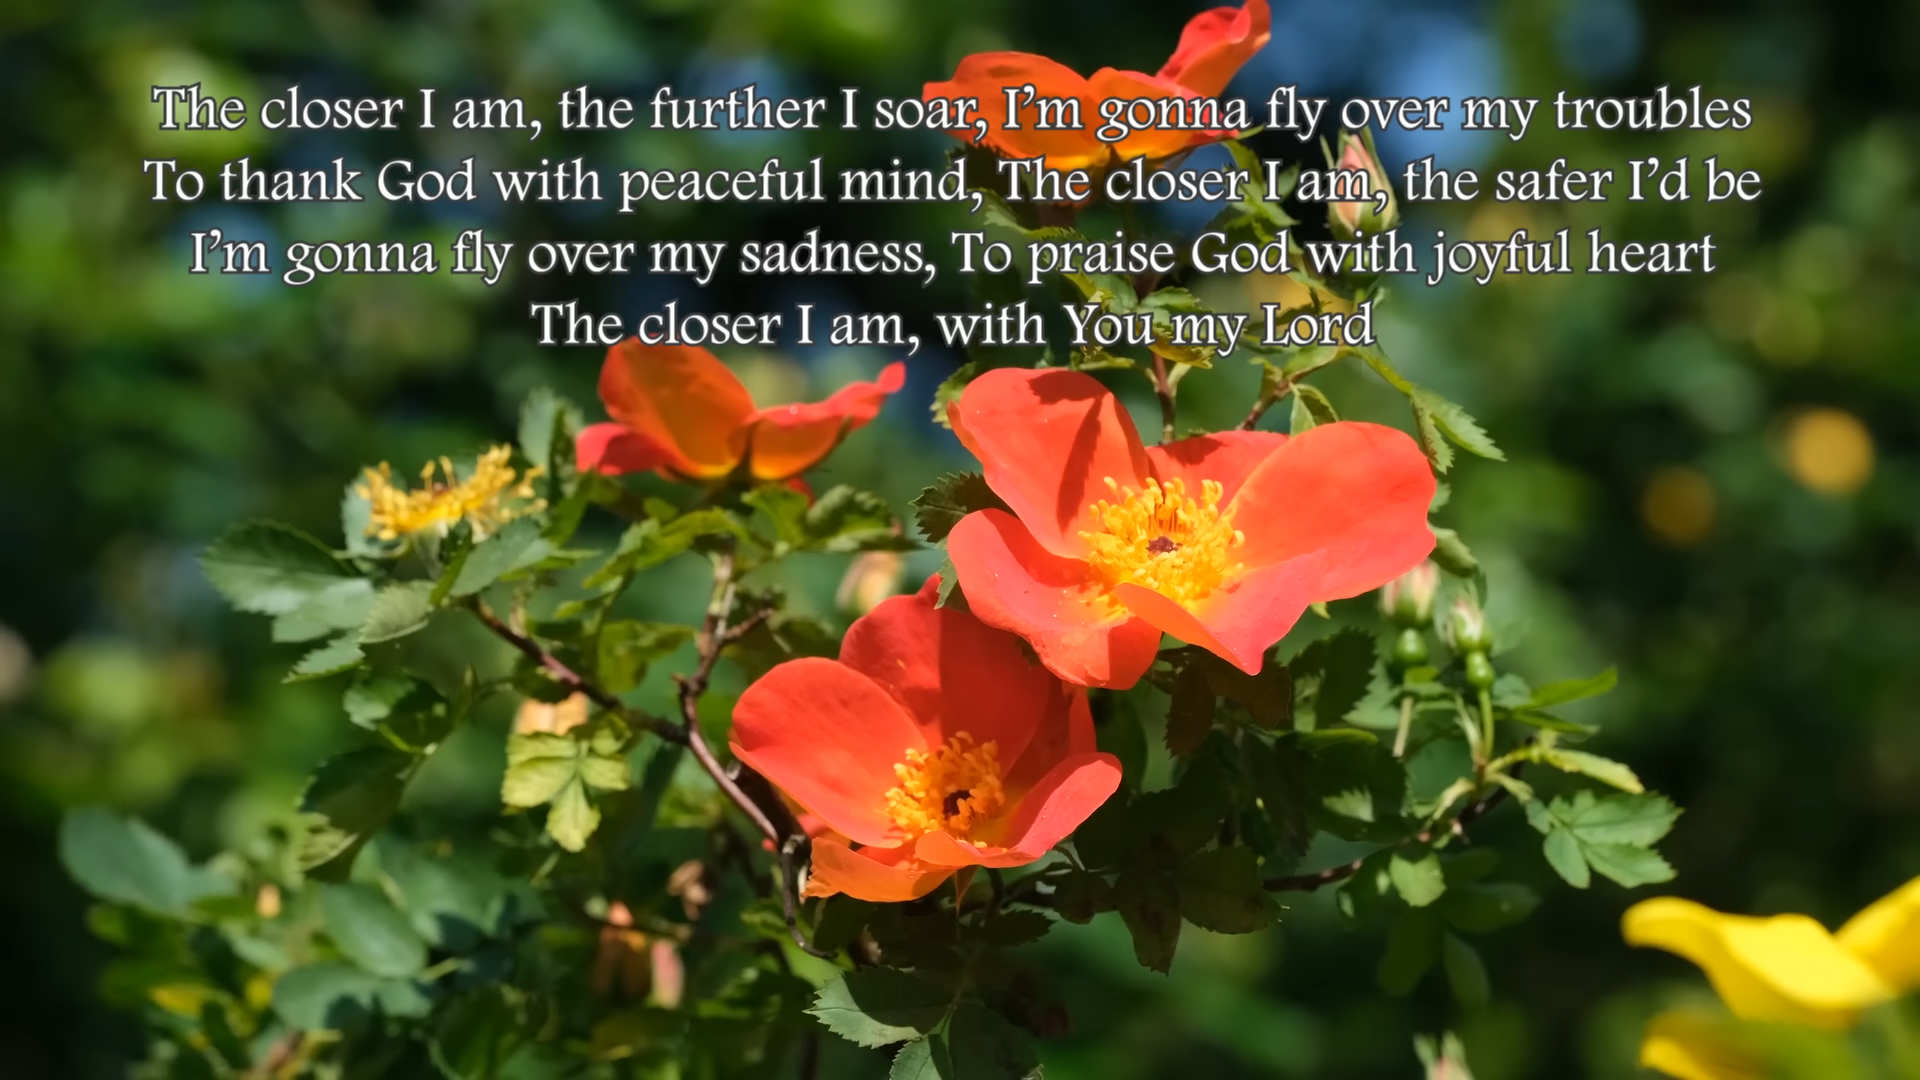 The closer I am, the further I soar, I’m gonna fly over my troubles
To thank God with peaceful mind, The closer I am, the safer I’d be
I’m gonna fly over my sadness, To praise God with joyful heart
The closer I am, with You my Lord